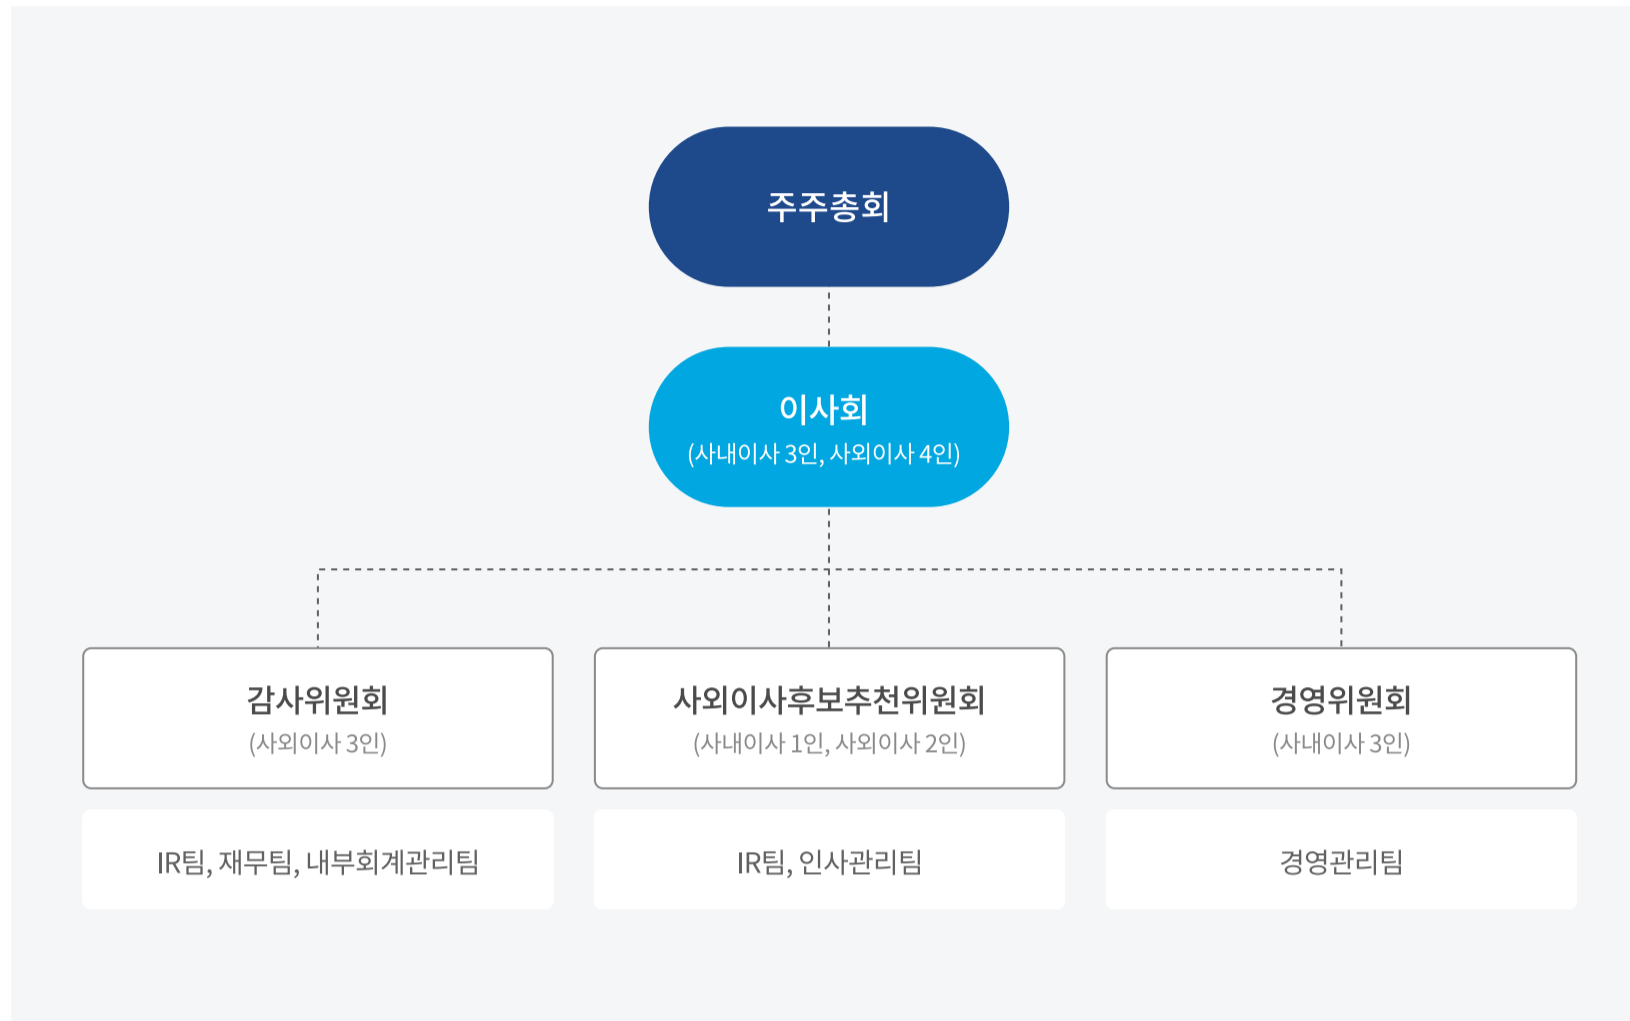 주주총회
이사회
(사내이사 3인, 사외이사 4인)
감사위원회
(사외이사 3인)
IR팀, 재무팀, 내부회계관리팀
사외이사후보추천위원회
(사내이사 1인, 사외이사 2인)
IR팀, 인사관리팀
경영위원회
(사내이사 3인)
경영관리팀